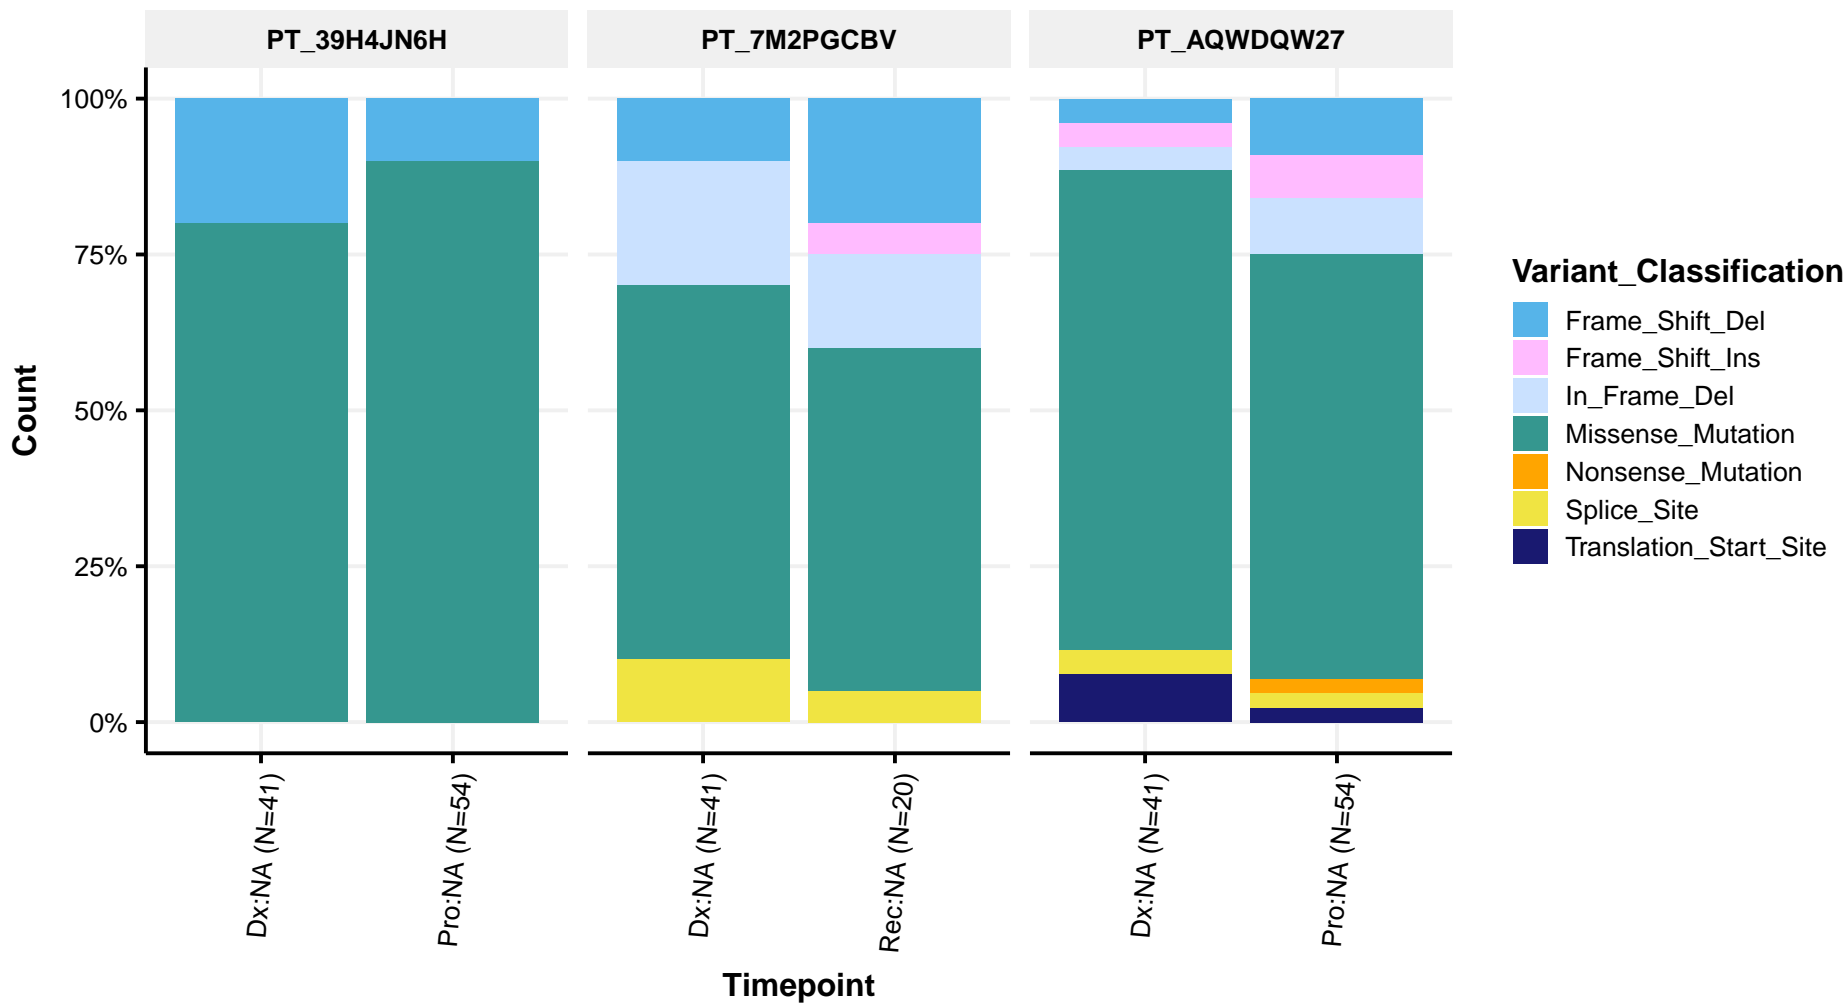 PT_39H4JN6H
PT_7M2PGCBV
PT_AQWDQW27
100%
75%
50%
25%
0%
Count
Dx:NA (N=41)
Pro:NA (N=54)
Dx:NA (N=41)
Rec:NA (N=20)
Dx:NA (N=41)
Pro:NA (N=54)
Timepoint
Variant_Classification
Frame_Shift_Del
Frame_Shift_Ins
In_Frame_Del
Missense_Mutation
Nonsense_Mutation
Splice_Site
Translation_Start_Site